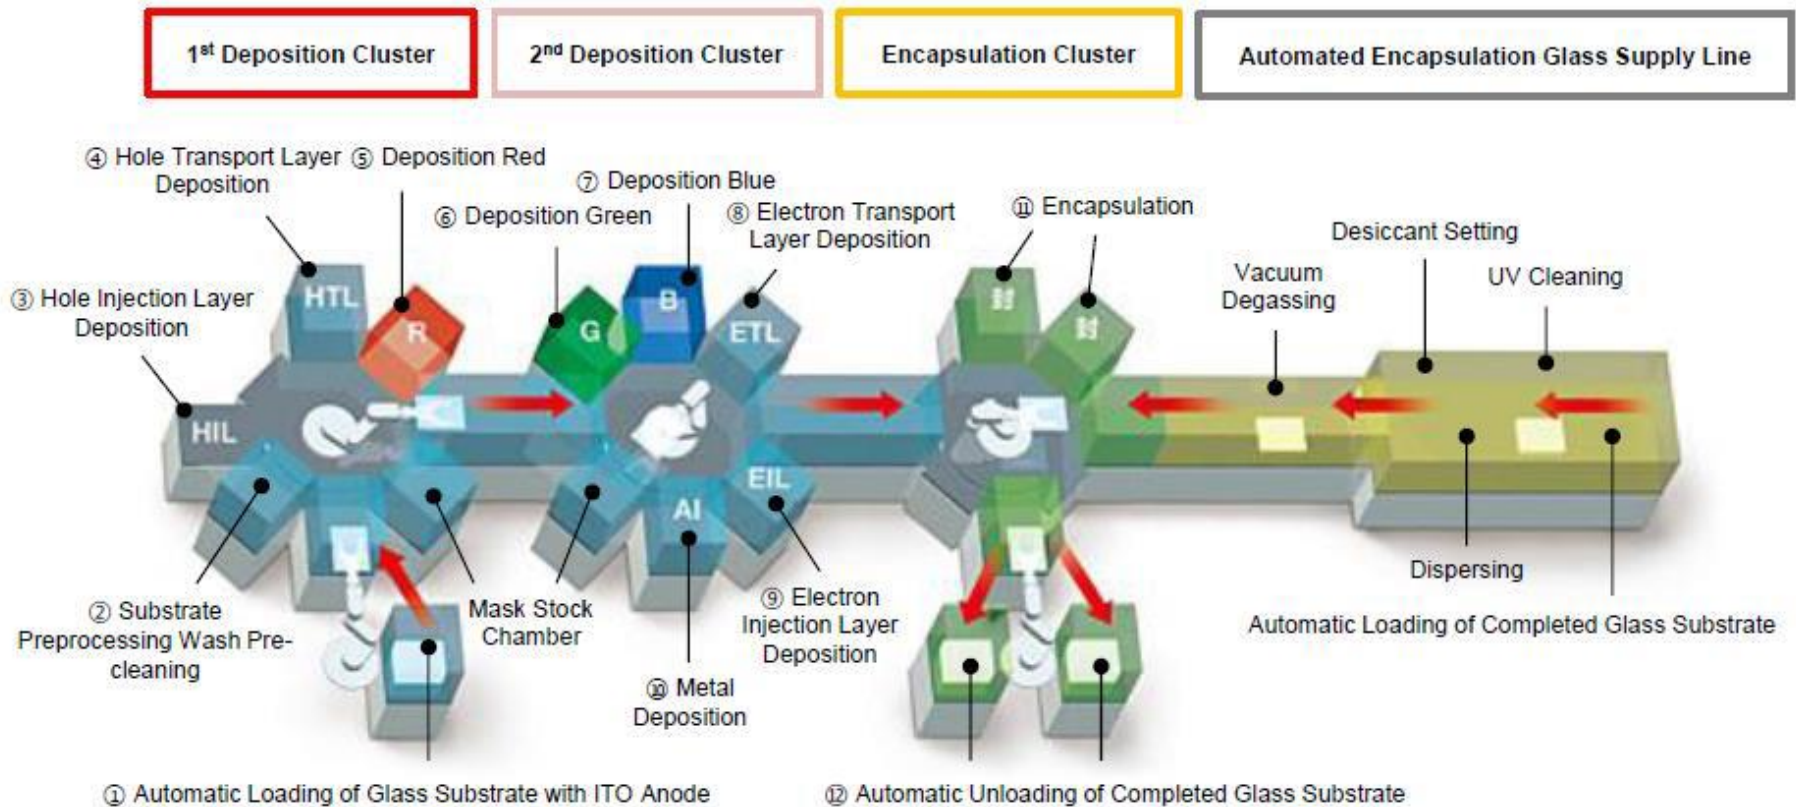 1st Deposition Cluster
2nd Deposition Cluster
Encapsulation Cluster
Automated Encapsulation Glass Supply Line
④ Hole Transport Layer
Deposition
⑤ Deposition Red
⑦ Deposition Blue
⑥ Deposition Green
⑧ Electron Transport
Layer Deposition
⑪ Encapsulation
Desiccant Setting
Vacuum
Degassing
UV Cleaning
③ Hole Injection Layer
Deposition
HTL
R
G
B
ETL
HIL
EIL
AI
② Substrate
Preprocessing Wash Pre-
cleaning
Mask Stock
Chamber
⑨ Electron
Injection Layer
Deposition
⑩ Metal
Deposition
Dispersing
Automatic Loading of Completed Glass Substrate
① Automatic Loading of Glass Substrate with ITO Anode
⑫ Automatic Unloading of Completed Glass Substrate